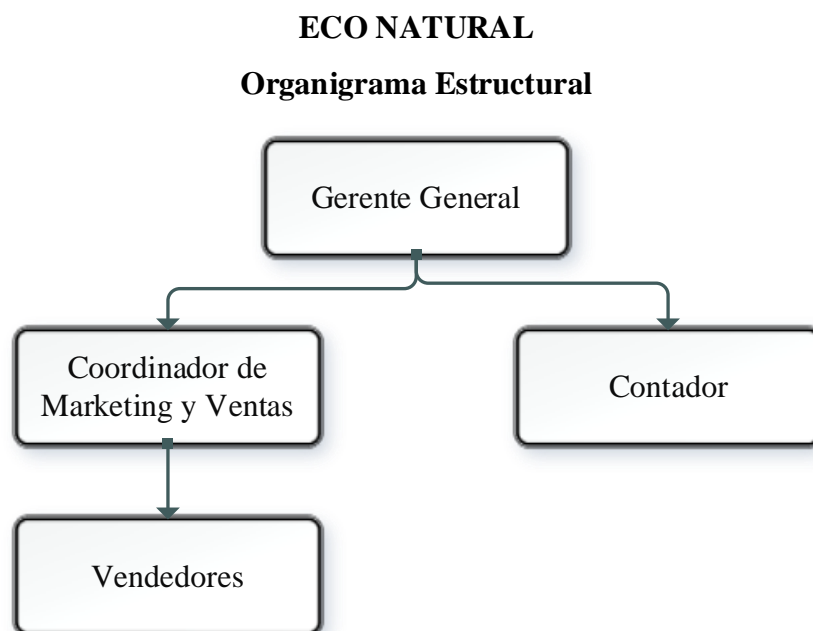 ECO NATURAL
Organigrama Estructural
Gerente General
Coordinador de
Marketing y Ventas
Contador
Vendedores